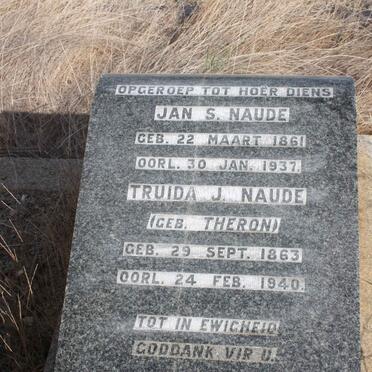 OPGEROEP TOT HOËR DIENS
JAN S. NAUDE
GEB. 22 MAART 1861
OORL. 30 JAN. 1937.
TRUIDA J. NAUDE
(GEB. THERON)
GEB. 29 SEPT. 1863
OORL. 24 FEB. 1940.
TOT IN EWIGHEID
GODDANK VIR U.